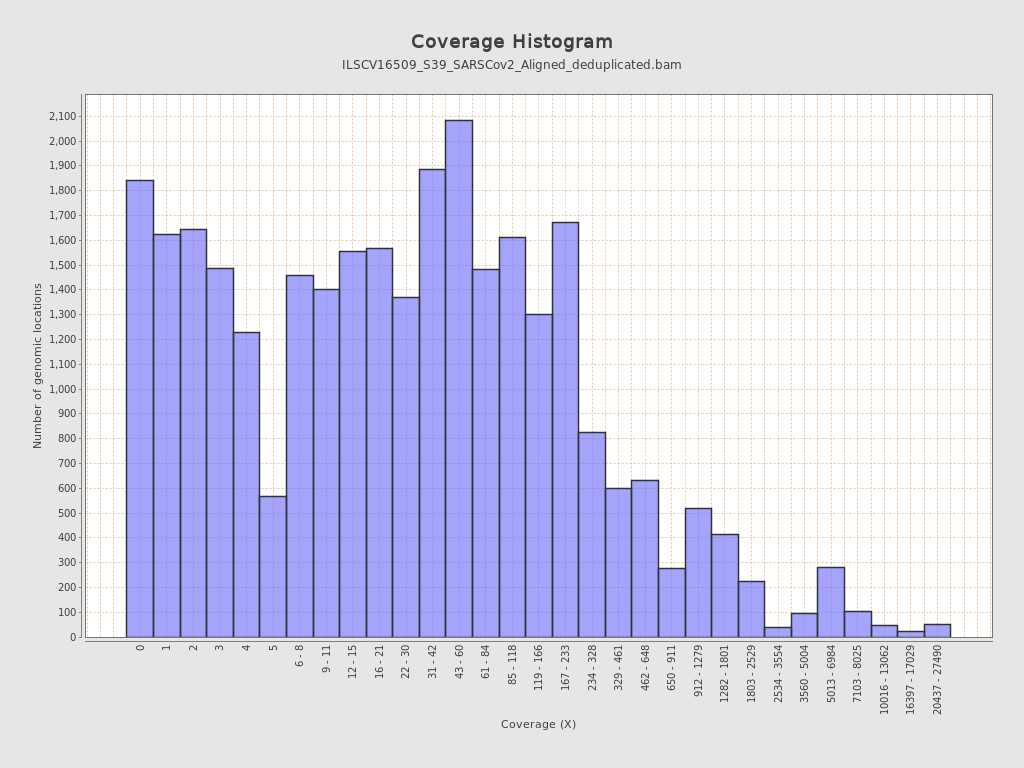 Coverage Histogram
ILSCV16509_S39_SARSCov2_Aligned_deduplicated.bam
Number of genomic locations
2,100
2,000
1,900
1,800
1,700
1,600
1,500
1,400
1,300
1,200
1,100
1,000
900
800
700
600
500
400
300
200
100
0
0
1
2
3
4
5
6 - 8
9 - 11
12 - 15
16 - 21
22 - 30
31 - 42
43 - 60
61 - 84
85 - 118
119 - 166
167 - 233
234 - 328
329 - 461
462 - 648
650 - 911
912 - 1279
1282 - 1801
1803 - 2529
2534 - 3554
3560 - 5004
5013 - 6984
7103 - 8025
10016 - 13062
16397 - 17029
20437 - 27490
Coverage (X)